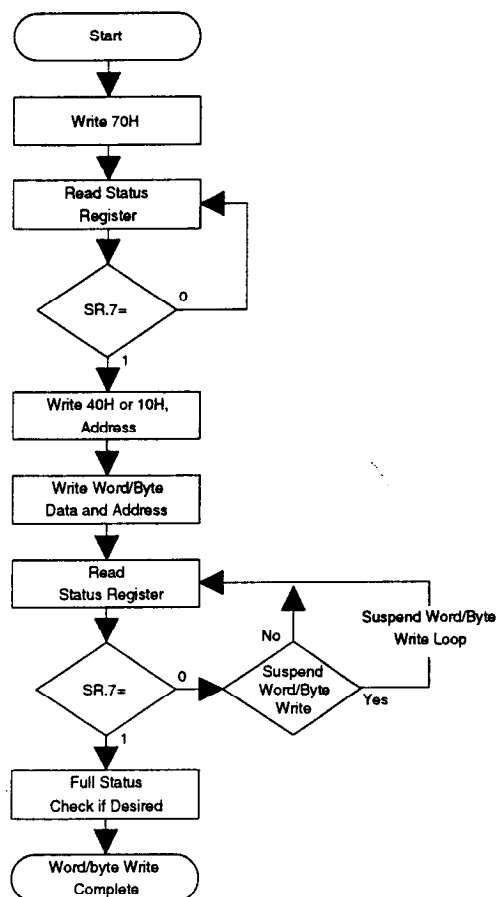 Start
Write 70H
Read Status
Register
SR.7=
0
1
Write 40H or 10H,
Address
Write Word/Byte
Data and Address
Read
Status Register
Suspend Word/Byte
Write Loop
No
SR.7=
0
Suspend
Word/Byte
Write
Yes
1
Full Status
Check if Desired
Word/byte Write
Complete